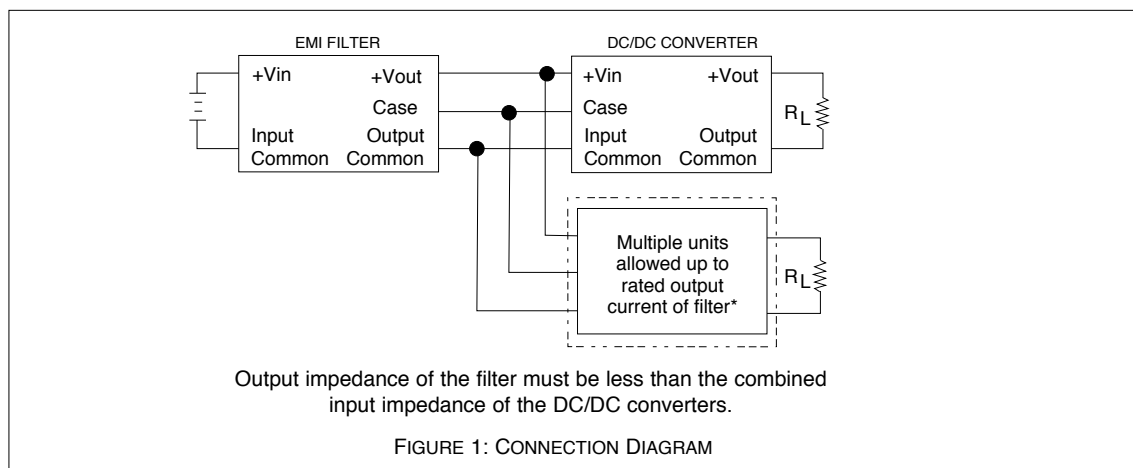 EMI FILTER
DC/DC CONVERTER
+Vin
+Vout
Case
Input
Common
Output
Common
+Vin
+Vout
Case
Input
Common
Output
Common
RL
Multiple units
allowed up to
rated output
current of filter*
RL
Output impedance of the filter must be less than the combined
input impedance of the DC/DC converters.
FIGURE 1: CONNECTION DIAGRAM